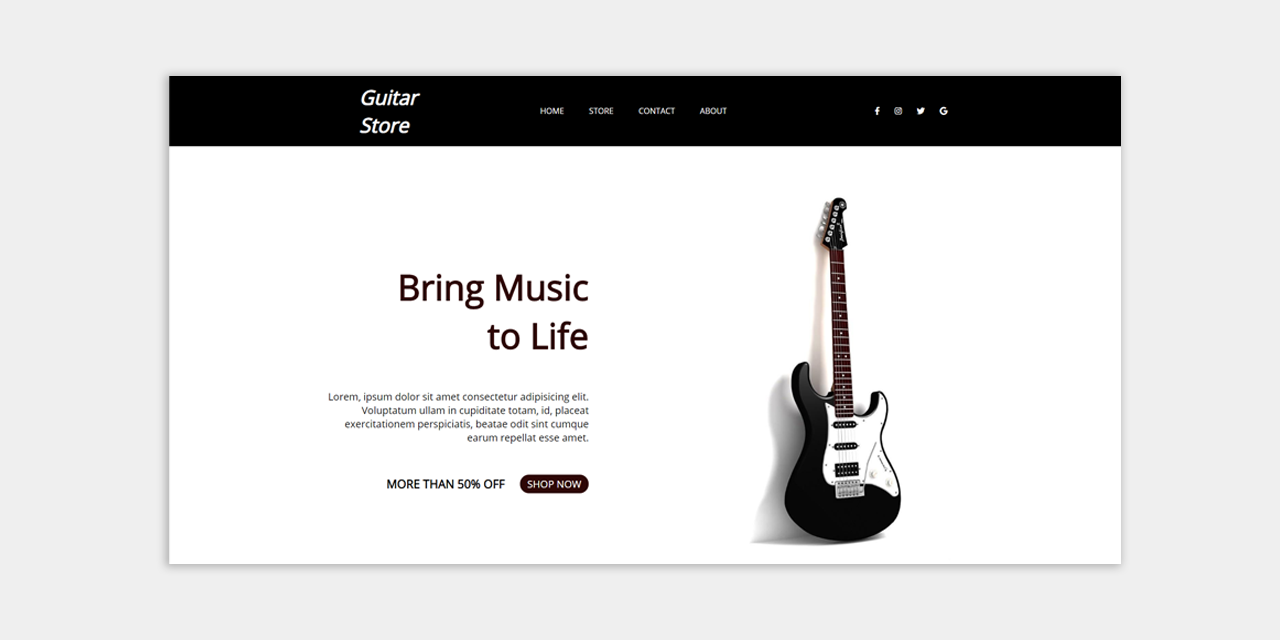 Guitar
Store
HOME STORE CONTACT ABOUT
Bring Music
to Life
Lorem, ipsum dolor sit amet consectetur adipisicing elit.
Voluptatum ullam in cupiditate totam, id, placeat
exercitationem perspiciatis, beatae odit sint cumque
earum repellat esse amet.
MORE THAN 50% OFF SHOP NOW